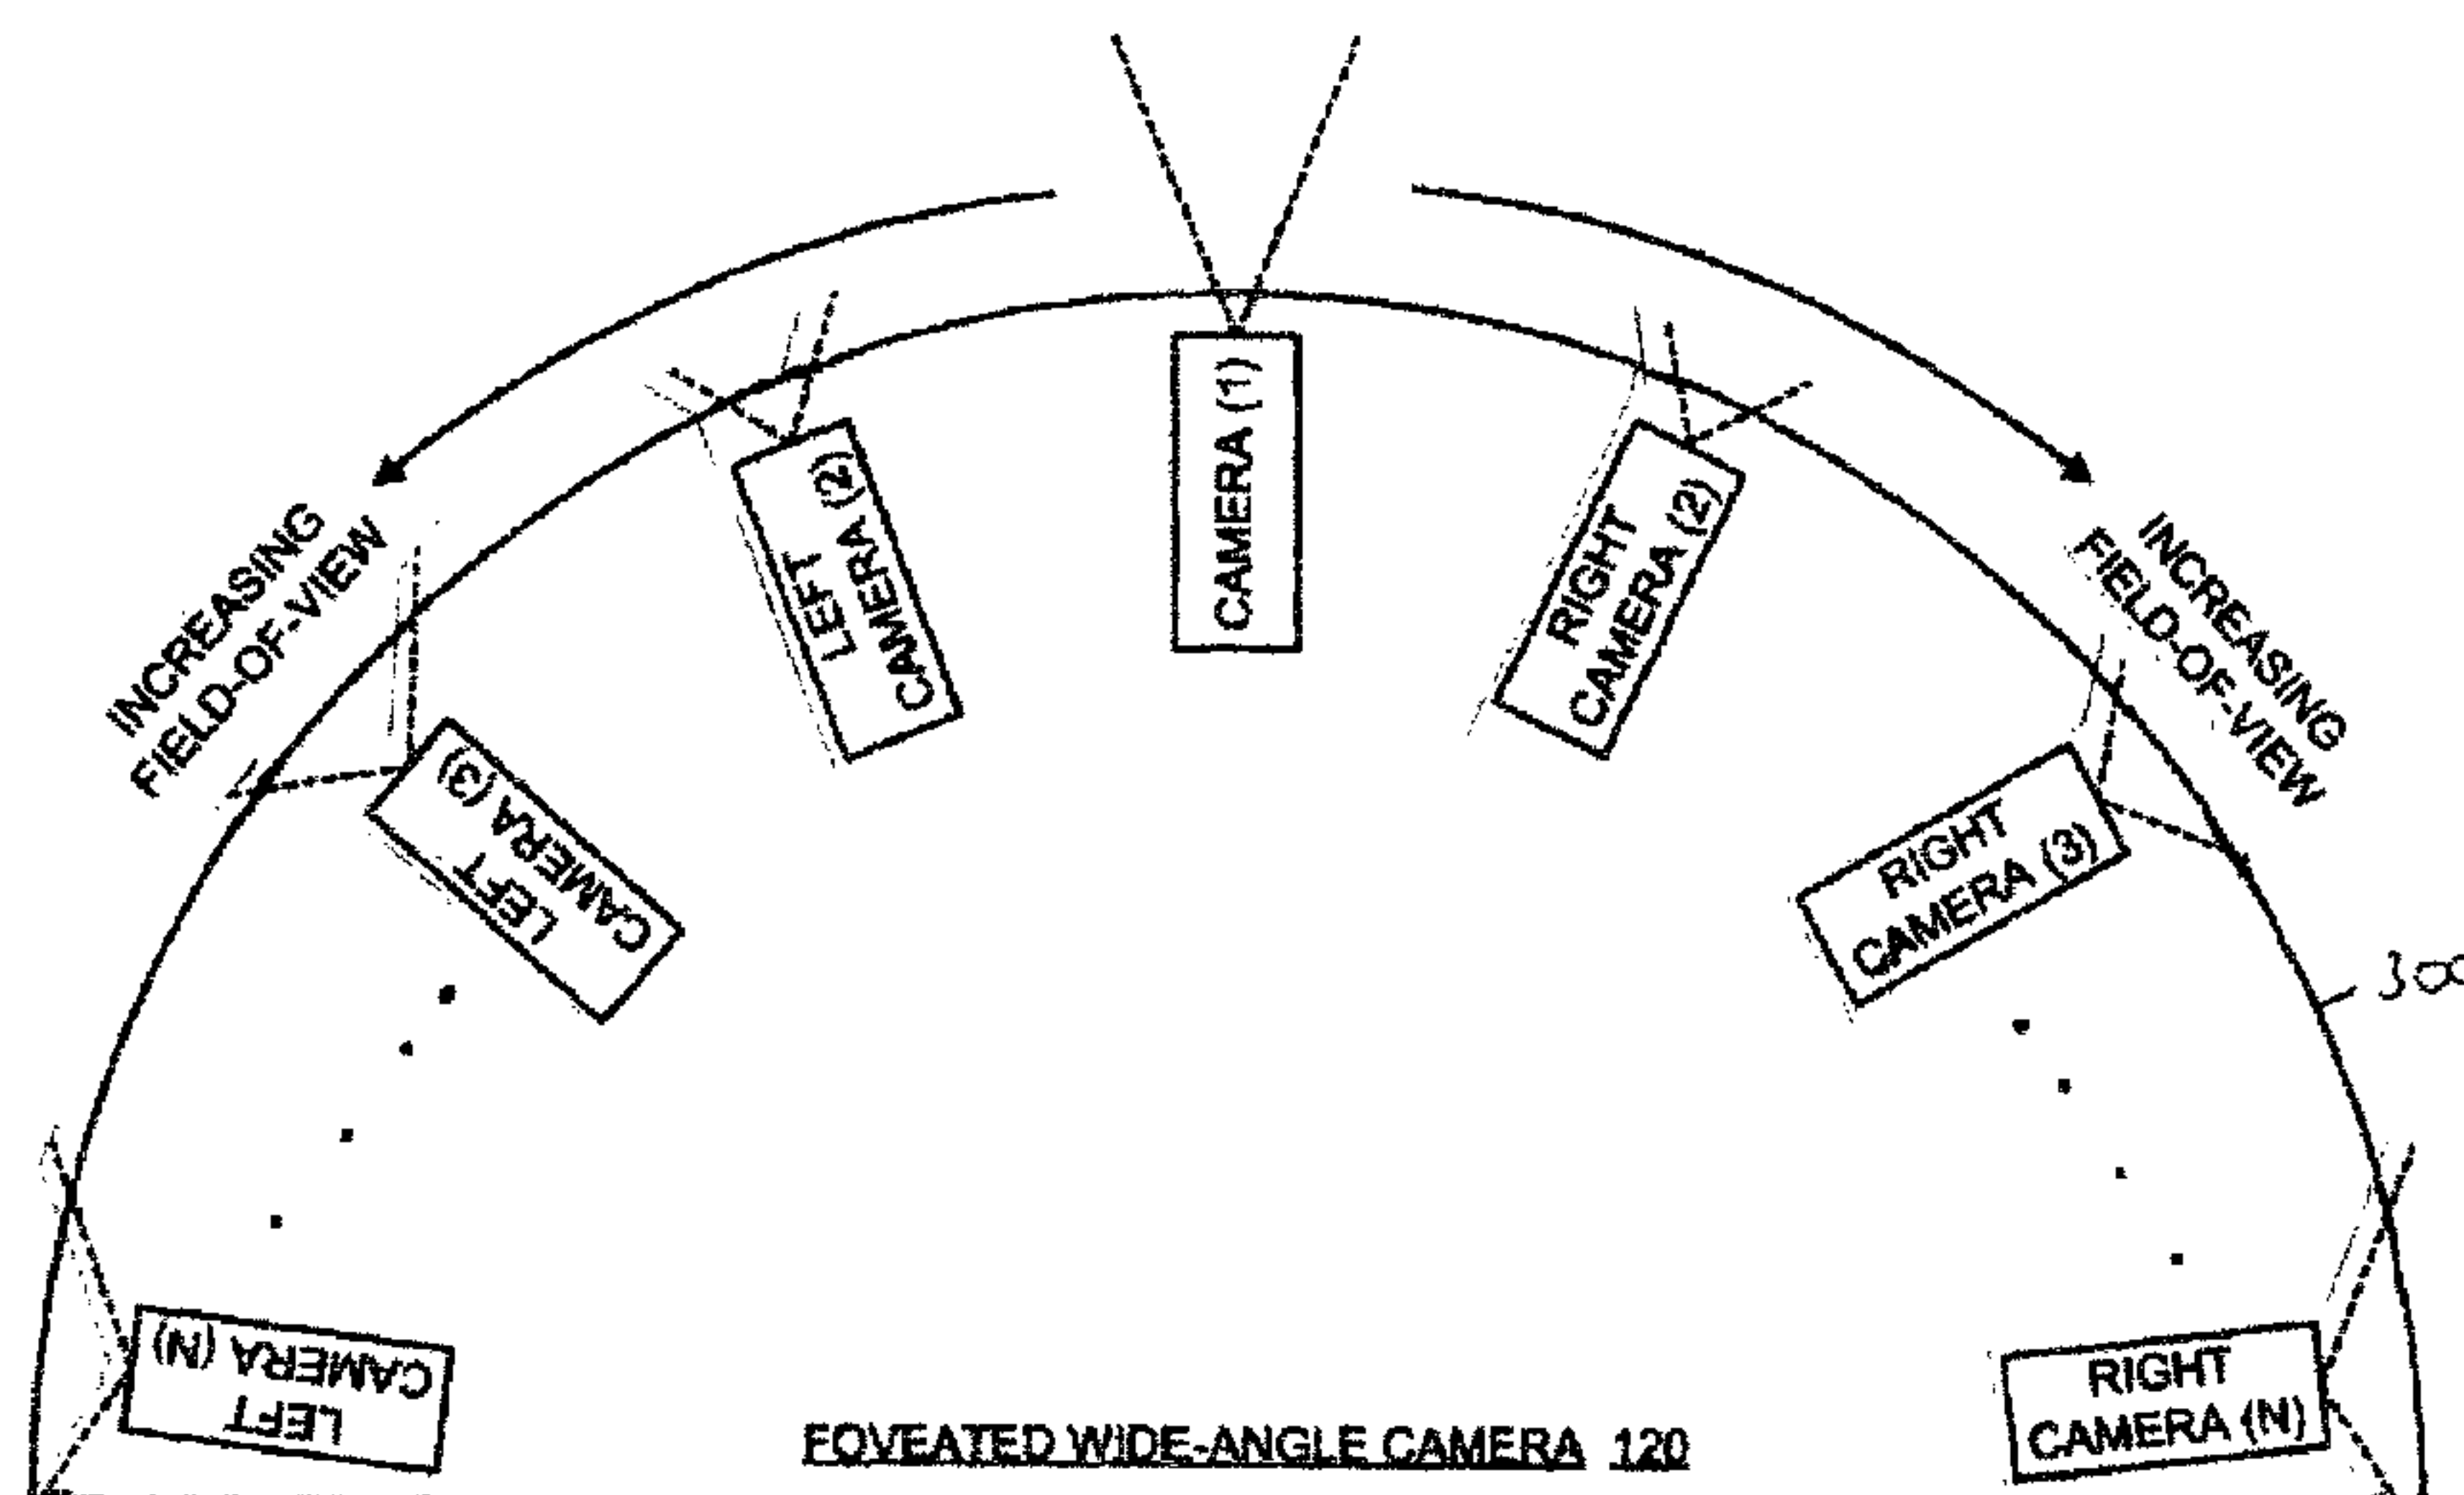 CAMERA (1)
LEFT
CAMERA (2)
RIGHT
CAMERA (2)
INCREASING
FIELD-OF-VIEW
INCREASING
FIELD-OF-VIEW
LEFT
CAMERA (3)
RIGHT
CAMERA (3)
LEFT
CAMERA (N)
RIGHT
CAMERA (N)
FOVEATED WIDE-ANGLE CAMERA 120